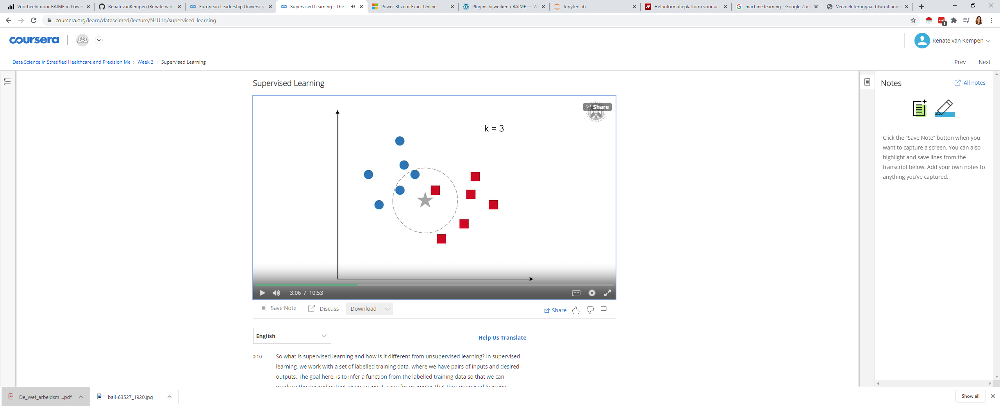 Voorbeeld door BAIME in Power
RenatevanKempen (Renate van
European Leadership University
Supervised Learning - The U
Power BI voor Exact Online
Plugins bijwerken ‹ BAIME — W
JupyterLab
Het informatieplatform voor acc
machine learning - Google Zoek
Verzoek teruggaaf btw uit ande
coursera.org/learn/datascimed/lecture/NLU1q/supervised-learning
1
coursera
Renate van Kempen
Data Science in Stratified Healthcare and Precision Me
Week 3
Supervised Learning
Prev
Next
Supervised Learning
Notes
All notes
Share
k = 3
Click the “Save Note” button when you
want to capture a screen. You can also
highlight and save lines from the
transcript below. Add your own notes to
anything you’ve captured.
3:06 / 10:53
Save Note
Discuss
Download
Share
English
Help Us Translate
0:10
So what is supervised learning and how is it different from unsupervised learning? In supervised
learning, we work with a set of labelled training data, where we have pairs of inputs and desired
outputs. The goal here, is to infer a function from the labelled training data so that we can
produce the desired output given an input, even for examples that the supervised learning
De_Wet_arbeidsm....pdf
ball-63527_1920.jpg
Show all